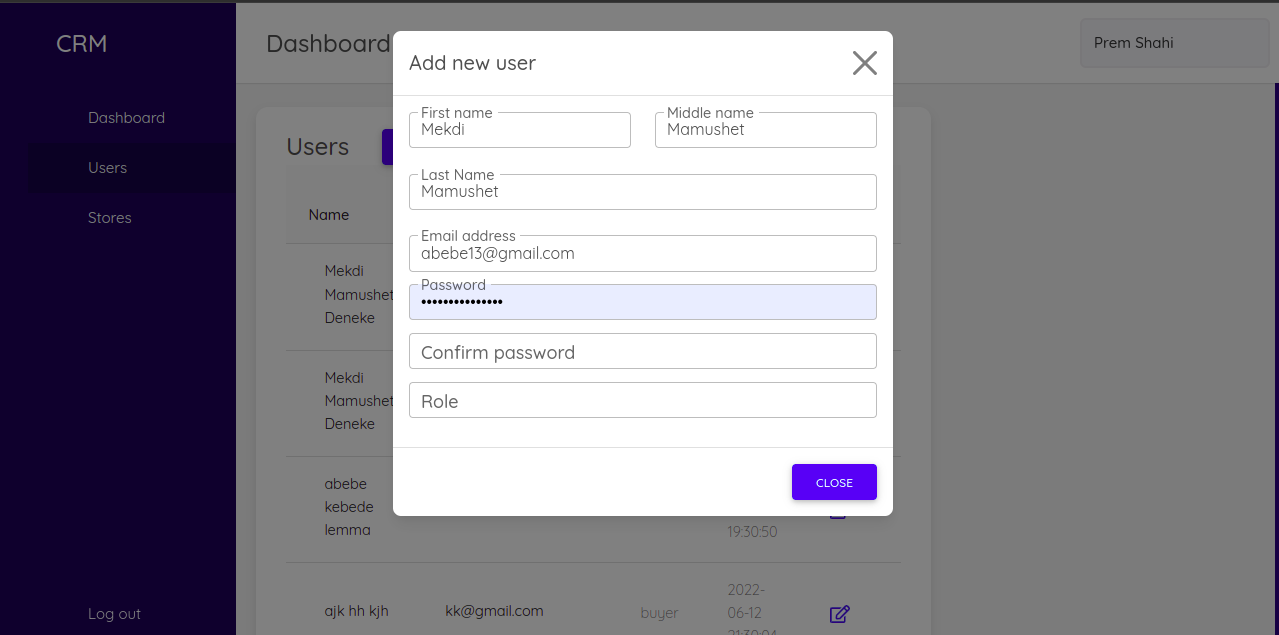 CRM
Dashboard
Prem Shahi
Dashboard
Users
Stores
Log out
Add new user
First name
Mekdi
Middle name
Mamushet
Last Name
Mamushet
Email address
abebe13@gmail.com
Password
•••••••••••••••
Confirm password
Role
CLOSE
Users
Name
Mekdi
Mamushet
Deneke
Mekdi
Mamushet
Deneke
abebe
kebede
lemma
19:30:50
ajk hh kjh
kk@gmail.com
buyer
2022-
06-12
21:30:04